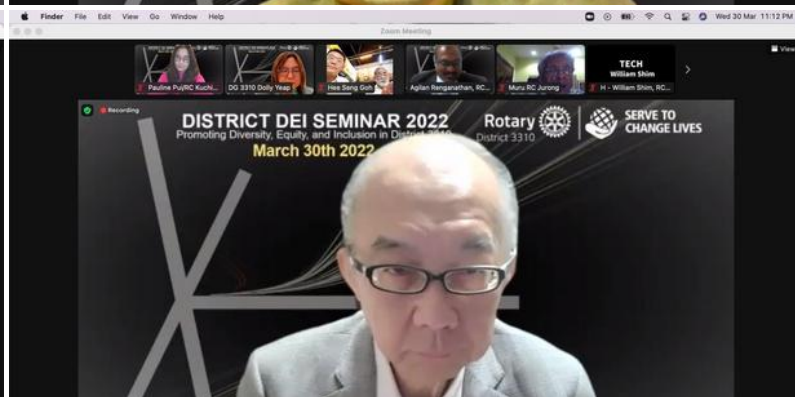 Finder File Edit View Go Window Help
Wed 30 Mar 11:12 PM
Zoom Meeting
View
Pauline Pui/RC Kuchi...
DG 3310 Dolly Yeap
Hee Seng Goh
Agilan Renganathan, RC...
Muru RC Jurong
TECH
William Shim
H - William Shim, RC...
Recording
DISTRICT DEI SEMINAR 2022
Promoting Diversity, Equity, and Inclusion in District
March 30th 2022
Rotary
District 3310
SERVE TO
CHANGE LIVES